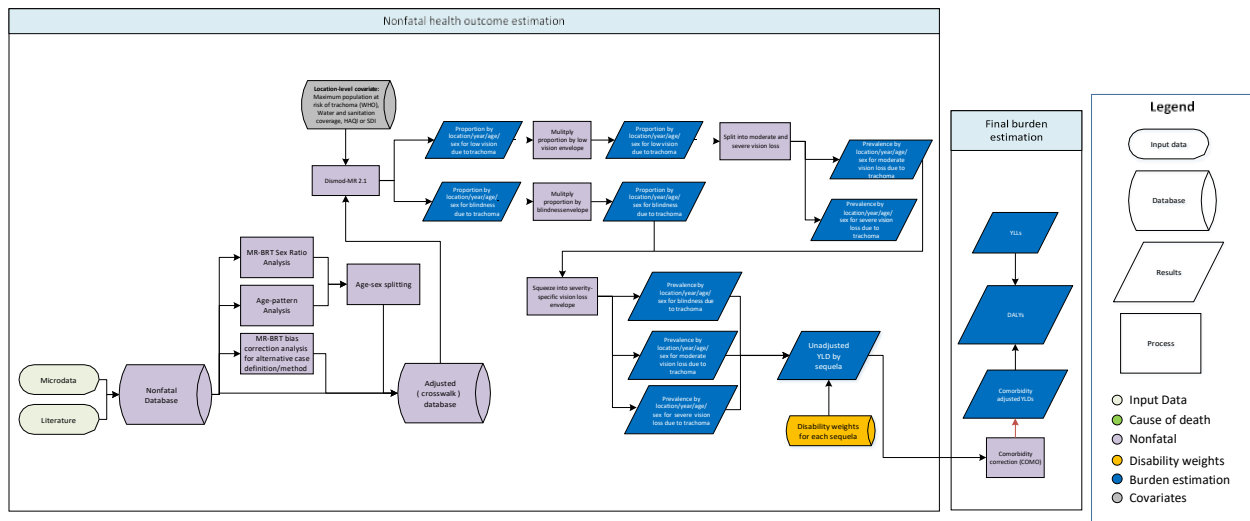 Nonfatal health outcome estimation
Location-level covariate:
Maximum population at
risk of trachoma (WHO),
Water and sanitation
coverage, HAQI or SDI
Dismod-MR 2.1
Proportion by
location/year/age/
sex for low vision
due to trachoma
Mulitply
proportion by low
vision envelope
Proportion by
location/year/age
/sex for low vision
due to trachoma
Split into moderate and
severe vision loss
Prevalence by
location/year/age/
sex for moderate
vision loss due to
trachoma
Proportion by
location/year/age/
sex for blindness
due to trachoma
Mulitply
proportion by
blindnessenvelope
Proportion by
location/year/age/
sex for blindness
due to trachoma
Prevalence by
location/year/age/
sex for severe vision
loss due to
trachoma
MR-BRT Sex Ratio
Analysis
Age-pattern
Analysis
Age-sex splitting
MR-BRT bias
correction analysis
for alternative case
definition/method
Microdata
Literature
Nonfatal
Database
Adjusted
( crosswalk )
database
Squeeze into severity-
specific vision loss
envelope
Prevalence by
location/year/age/
sex for blindness due
to trachoma
Prevalence by
location/year/age/
sex for moderate
vision loss due to
trachoma
Prevalence by
location/year/age/
sex for severe vision
loss due to trachoma
Unadjusted
YLD by
sequela
Disability weights
for each sequela
Final burden
estimation
YLLs
DALYs
Comorbidity
adjusted YLDs
Comorbidity
correction (COMO)
Legend
Input data
Database
Results
Process
Input Data
Cause of death
Nonfatal
Disability weights
Burden estimation
Covariates